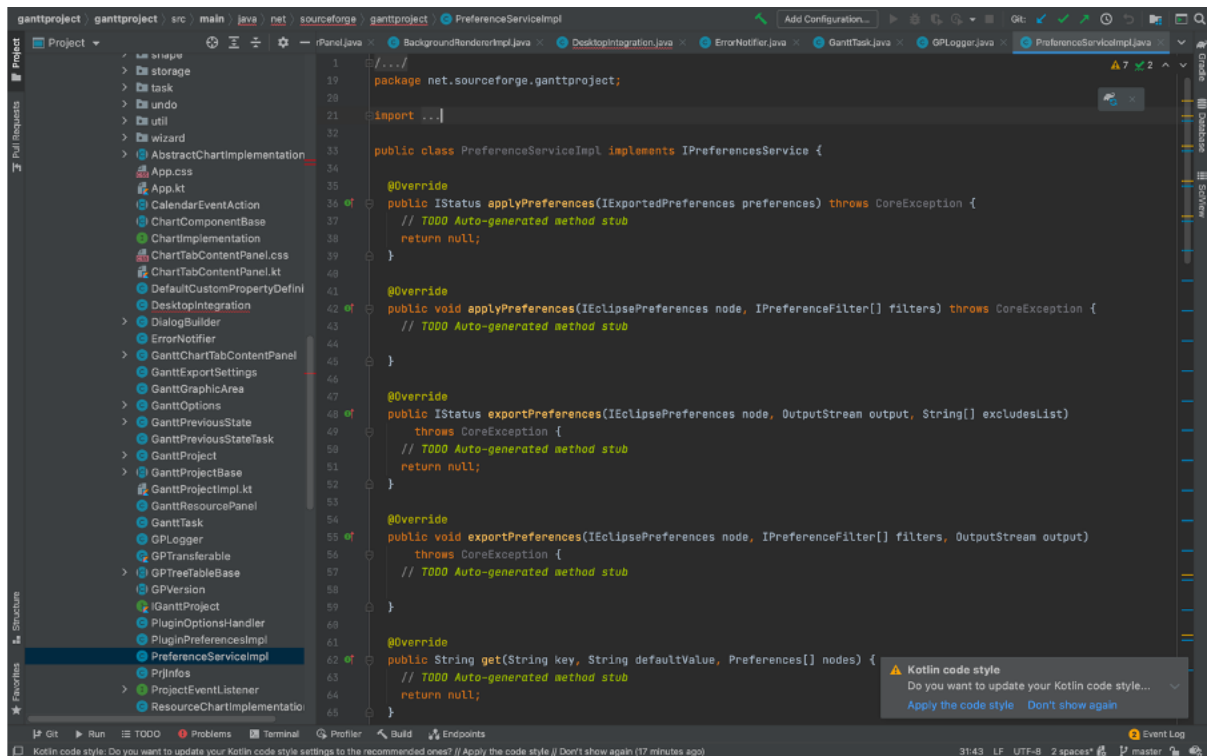 ganttproject ganttproject src main java net sourceforge ganttproject PreferenceServiceImpl
Add Configuration... Git:
Project
rPanel.java BackgroundRendererImpl.java DesktopIntegration.java ErrorNotifier.java GanttTask.java GPLogger.java PreferenceServiceImpl.java
Project
Pull Requests
Structure
Favorites
shape
storage
task
undo
util
wizard
AbstractChartImplementation
App.css
App.kt
CalendarEventAction
ChartComponentBase
ChartImplementation
ChartTabContentPanel.css
ChartTabContentPanel.kt
DefaultCustomPropertyDefini
DesktopIntegration
DialogBuilder
ErrorNotifier
GanttChartTabContentPanel
GanttExportSettings
GanttGraphicArea
GanttOptions
GanttPreviousState
GanttPreviousStateTask
GanttProject
GanttProjectBase
GanttProjectImpl.kt
GanttResourcePanel
GanttTask
GPLogger
GPTransferable
GPTreeTableBase
GPVersion
IGanttProject
PluginOptionsHandler
PluginPreferencesImpl
PreferenceServiceImpl
PrjInfos
ProjectEventListener
ResourceChartImplementatio
1 /.../
19 package net.sourceforge.ganttproject;
20
21 import ...
32
33 public class PreferenceServiceImpl implements IPreferencesService {
34
35 @Override
36 public IStatus applyPreferences(IExportedPreferences preferences) throws CoreException {
37 // TODO Auto-generated method stub
38 return null;
39 }
40
41 @Override
42 public void applyPreferences(IEclipsePreferences node, IPreferenceFilter[] filters) throws CoreException {
43 // TODO Auto-generated method stub
44
45 }
46
47 @Override
48 public IStatus exportPreferences(IEclipsePreferences node, OutputStream output, String[] excludesList)
49 throws CoreException {
50 // TODO Auto-generated method stub
51 return null;
52 }
53
54 @Override
55 public void exportPreferences(IEclipsePreferences node, IPreferenceFilter[] filters, OutputStream output)
56 throws CoreException {
57 // TODO Auto-generated method stub
58
59 }
60
61 @Override
62 public String get(String key, String defaultValue, Preferences[] nodes) {
63 // TODO Auto-generated method stub
64 return null;
65 }
7 2
Gradle
Database
SciView
Kotlin code style
Do you want to update your Kotlin code style...
Apply the code style Don't show again
Git Run TODO Problems Terminal Profiler Build Endpoints Event Log
Kotlin code style: Do you want to update your Kotlin code style settings to the recommended ones? // Apply the code style // Don't show again (17 minutes ago) 31:43 LF UTF-8 2 spaces* master